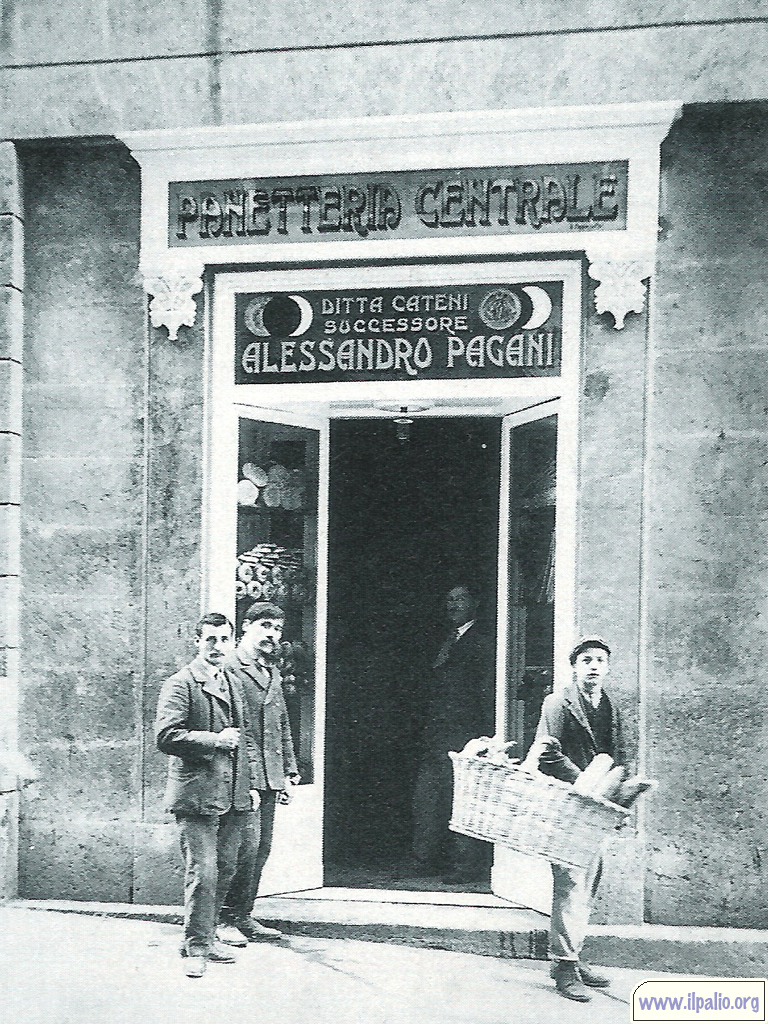 PANETTERIA CENTRALE
DITTA CATENI
SUCCESSORE
ALESSANDRO PAGANI
www.ilpalio.org